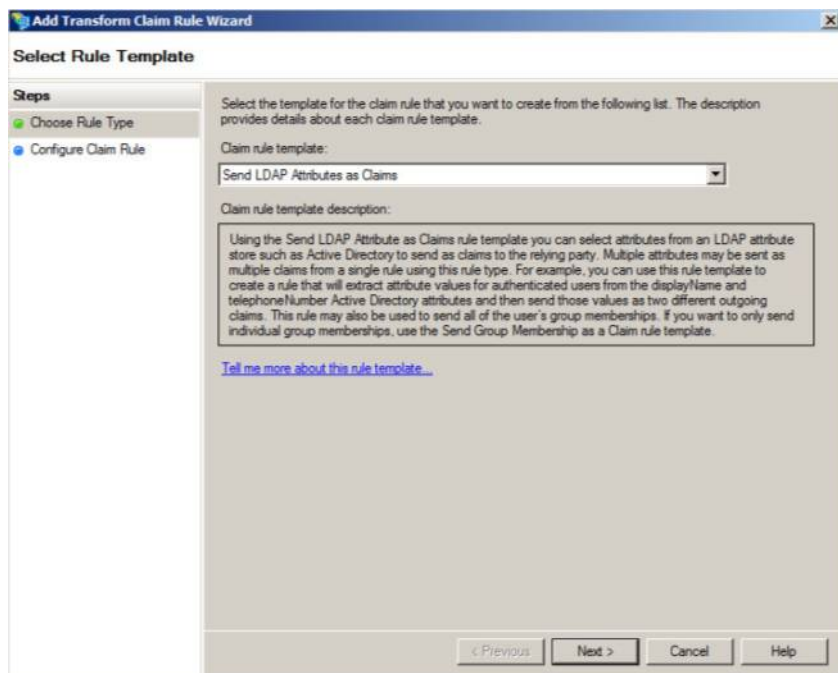 Add Transform Claim Rule Wizard
Select Rule Template
Steps
Choose Rule Type
Configure Claim Rule
Select the template for the claim rule that you want to create from the following list. The description
provides details about each claim rule template.
Claim rule template:
Send LDAP Attributes as Claims
Claim rule template description:
Using the Send LDAP Attribute as Claims rule template you can select attributes from an LDAP attribute
store such as Active Directory to send as claims to the relying party. Multiple attributes may be sent as
multiple claims from a single rule using this rule type. For example, you can use this rule template to
create a rule that will extract attribute values for authenticated users from the displayName and
telephoneNumber Active Directory attributes and then send those values as two different outgoing
claims. This rule may also be used to send all of the user's group memberships. If you want to only send
individual group memberships, use the Send Group Membership as a Claim rule template.
Tell me more about this rule template...
< Previous
Next >
Cancel
Help